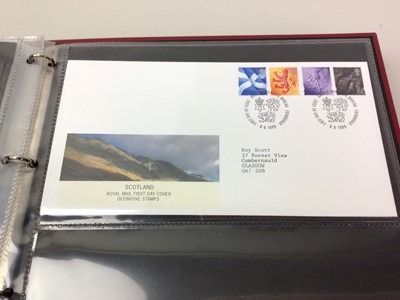 SCOTLAND
ROYAL MAIL FIRST DAY COVER
DEFINITIVE STAMPS
Roy Scott
37 Forest View
Cumbernauld
GLASGOW
G67 2DB